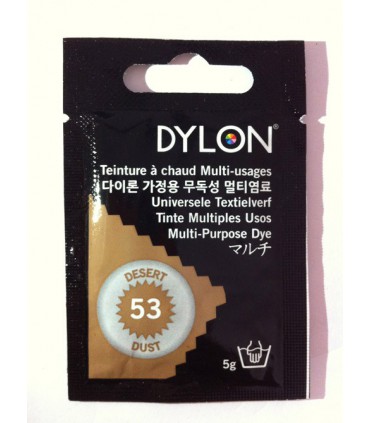 DYLON®
Teinture à chaud Multi-usages
다이론 가정용 무독성 멀티염료
Universele Textielverf
Tinte Multiples Usos
Multi-Purpose Dye
マルチ
DESERT
53
DUST
5g